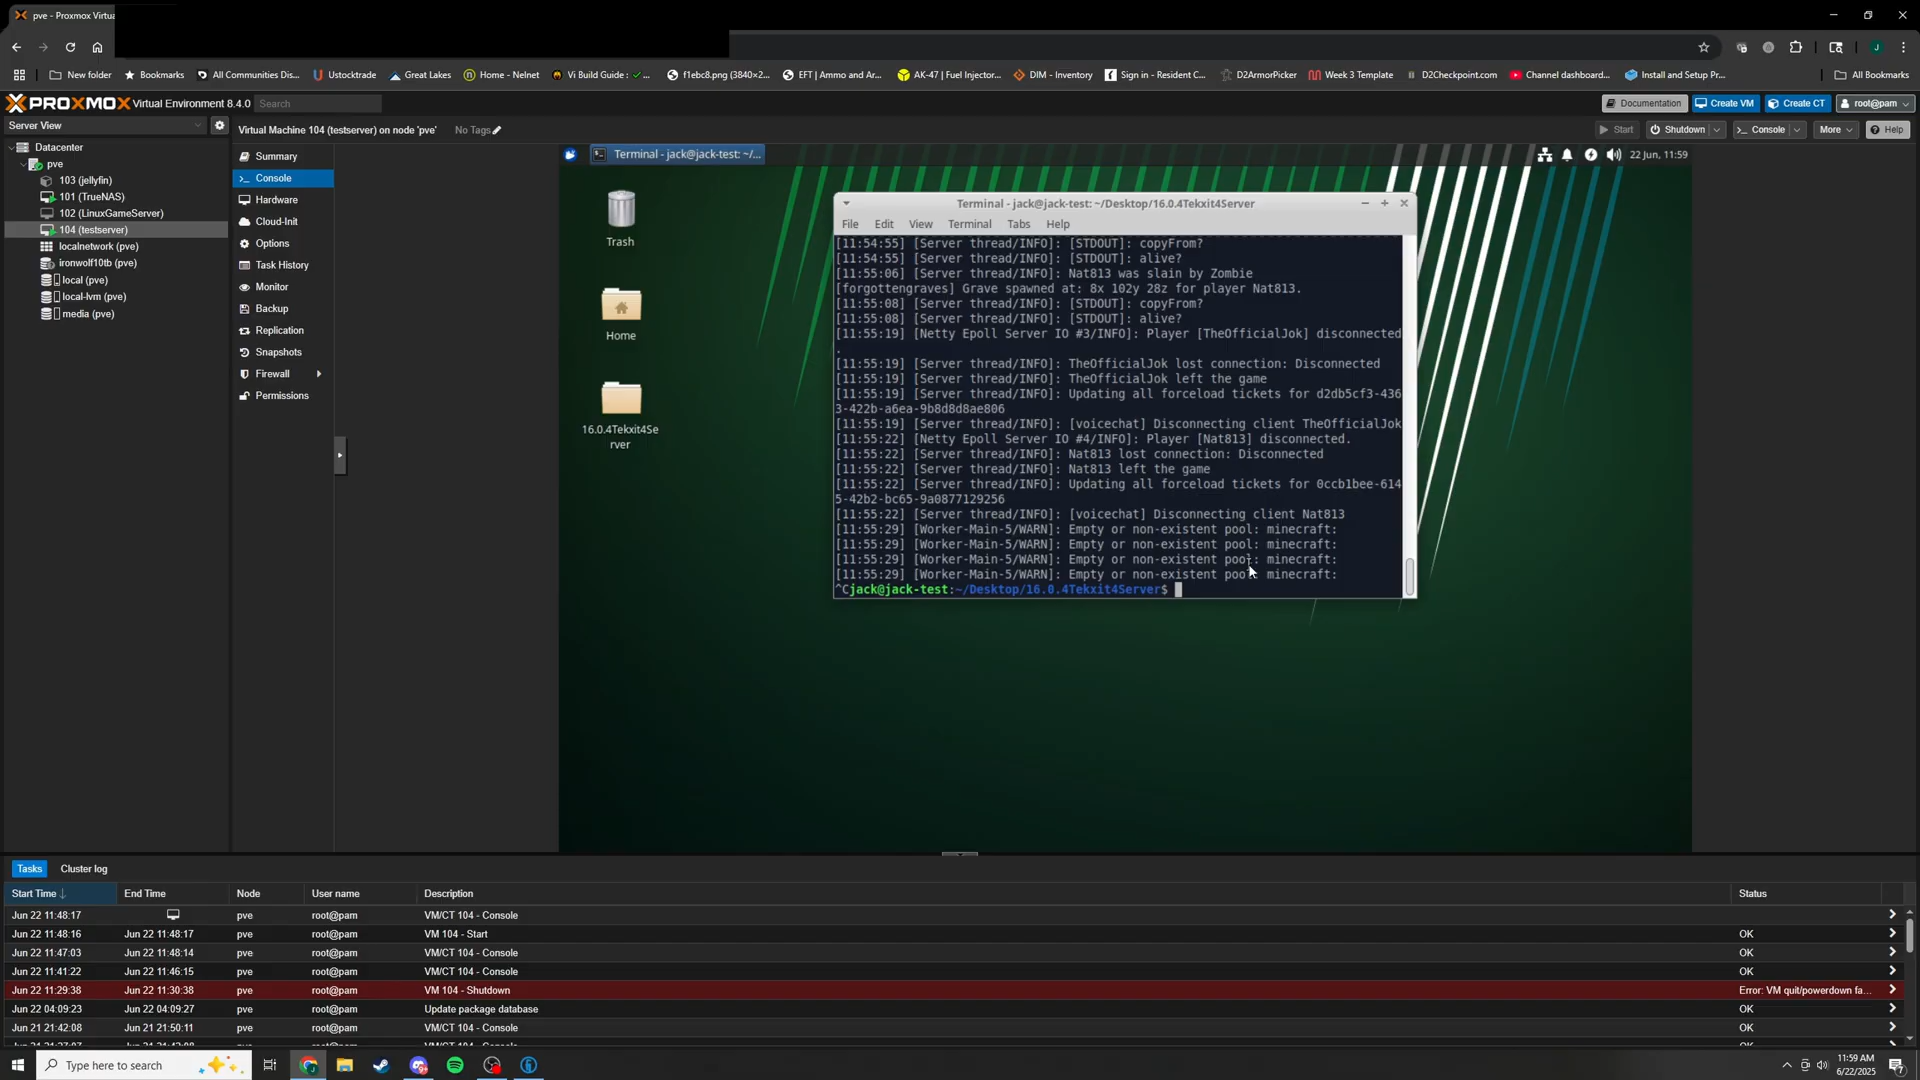 pve - Proxmox Virtua
New folder
Bookmarks
All Communities Dis...
Ustocktrade
Great Lakes
Home - Nelnet
Vi Build Guide :
f1ebc8.png (3840×2...
EFT | Ammo and Ar...
AK-47 | Fuel Injector...
DIM - Inventory
Sign in - Resident C...
D2ArmorPicker
Week 3 Template
D2Checkpoint.com
Channel dashboard...
Install and Setup Pr...
All Bookmarks
PROXMOX Virtual Environment 8.4.0
Search
Documentation
Create VM
Create CT
root@pam
Server View
Virtual Machine 104 (testserver) on node 'pve'
No Tags
Start
Shutdown
Console
More
Help
Datacenter
pve
103 (jellyfin)
101 (TrueNAS)
102 (LinuxGameServer)
104 (testserver)
localnetwork (pve)
ironwolf10tb (pve)
local (pve)
local-lvm (pve)
media (pve)
Summary
Console
Hardware
Cloud-Init
Options
Task History
Monitor
Backup
Replication
Snapshots
Firewall
Permissions
Terminal - jack@jack-test: ~/...
22 Jun, 11:59
Trash
Home
16.0.4Tekxit4Se
rver
Terminal - jack@jack-test: ~/Desktop/16.0.4Tekxit4Server
File Edit View Terminal Tabs Help
[11:54:55] [Server thread/INFO]: [STDOUT]: copyFrom?
[11:54:55] [Server thread/INFO]: [STDOUT]: alive?
[11:55:06] [Server thread/INFO]: Nat813 was slain by Zombie
[forgottengraves] Grave spawned at: 8x 102y 28z for player Nat813.
[11:55:08] [Server thread/INFO]: [STDOUT]: copyFrom?
[11:55:08] [Server thread/INFO]: [STDOUT]: alive?
[11:55:19] [Netty Epoll Server IO #3/INFO]: Player [TheOfficialJok] disconnected
.
[11:55:19] [Server thread/INFO]: TheOfficialJok lost connection: Disconnected
[11:55:19] [Server thread/INFO]: TheOfficialJok left the game
[11:55:19] [Server thread/INFO]: Updating all forceload tickets for d2db5cf3-436
3-422b-a6ea-9b8d8d8ae806
[11:55:19] [Server thread/INFO]: [voicechat] Disconnecting client TheOfficialJok
[11:55:22] [Netty Epoll Server IO #4/INFO]: Player [Nat813] disconnected.
[11:55:22] [Server thread/INFO]: Nat813 lost connection: Disconnected
[11:55:22] [Server thread/INFO]: Nat813 left the game
[11:55:22] [Server thread/INFO]: Updating all forceload tickets for 0ccb1bee-614
5-42b2-bc65-9a0877129256
[11:55:22] [Server thread/INFO]: [voicechat] Disconnecting client Nat813
[11:55:29] [Worker-Main-5/WARN]: Empty or non-existent pool: minecraft:
[11:55:29] [Worker-Main-5/WARN]: Empty or non-existent pool: minecraft:
[11:55:29] [Worker-Main-5/WARN]: Empty or non-existent pool: minecraft:
[11:55:29] [Worker-Main-5/WARN]: Empty or non-existent pool: minecraft:
^Cjack@jack-test:~/Desktop/16.0.4Tekxit4Server$
Tasks
Cluster log
Start Time End Time Node User name Description Status
Jun 22 11:48:17 pve root@pam VM/CT 104 - Console
Jun 22 11:48:16 Jun 22 11:48:17 pve root@pam VM 104 - Start OK
Jun 22 11:47:03 Jun 22 11:48:14 pve root@pam VM/CT 104 - Console OK
Jun 22 11:41:22 Jun 22 11:46:15 pve root@pam VM/CT 104 - Console OK
Jun 22 11:29:38 Jun 22 11:30:38 pve root@pam VM 104 - Shutdown Error: VM quit/powerdown fa...
Jun 22 04:09:23 Jun 22 04:09:27 pve root@pam Update package database OK
Jun 21 21:42:08 Jun 21 21:50:11 pve root@pam VM/CT 104 - Console OK
Type here to search
11:59 AM
6/22/2025